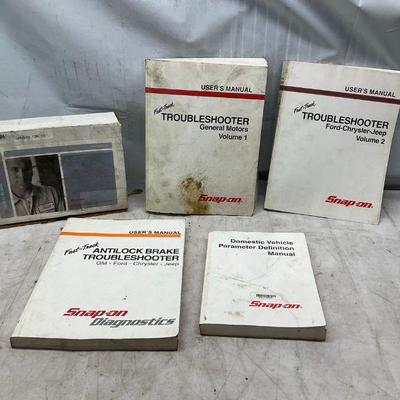 USER'S MANUAL
Fast-Track
TROUBLESHOOTER
General Motors
Volume 1
Snap-on
USER'S MANUAL
Fast-Track
TROUBLESHOOTER
Ford-Chrysler-Jeep
Volume 2
Snap-on
USER'S MANUAL
Fast-Track
ANTILOCK BRAKE
TROUBLESHOOTER
GM - Ford - Chrysler - Jeep
Snap-on
Diagnostics
Domestic Vehicle
Parameter Definition
Manual
Snap-on